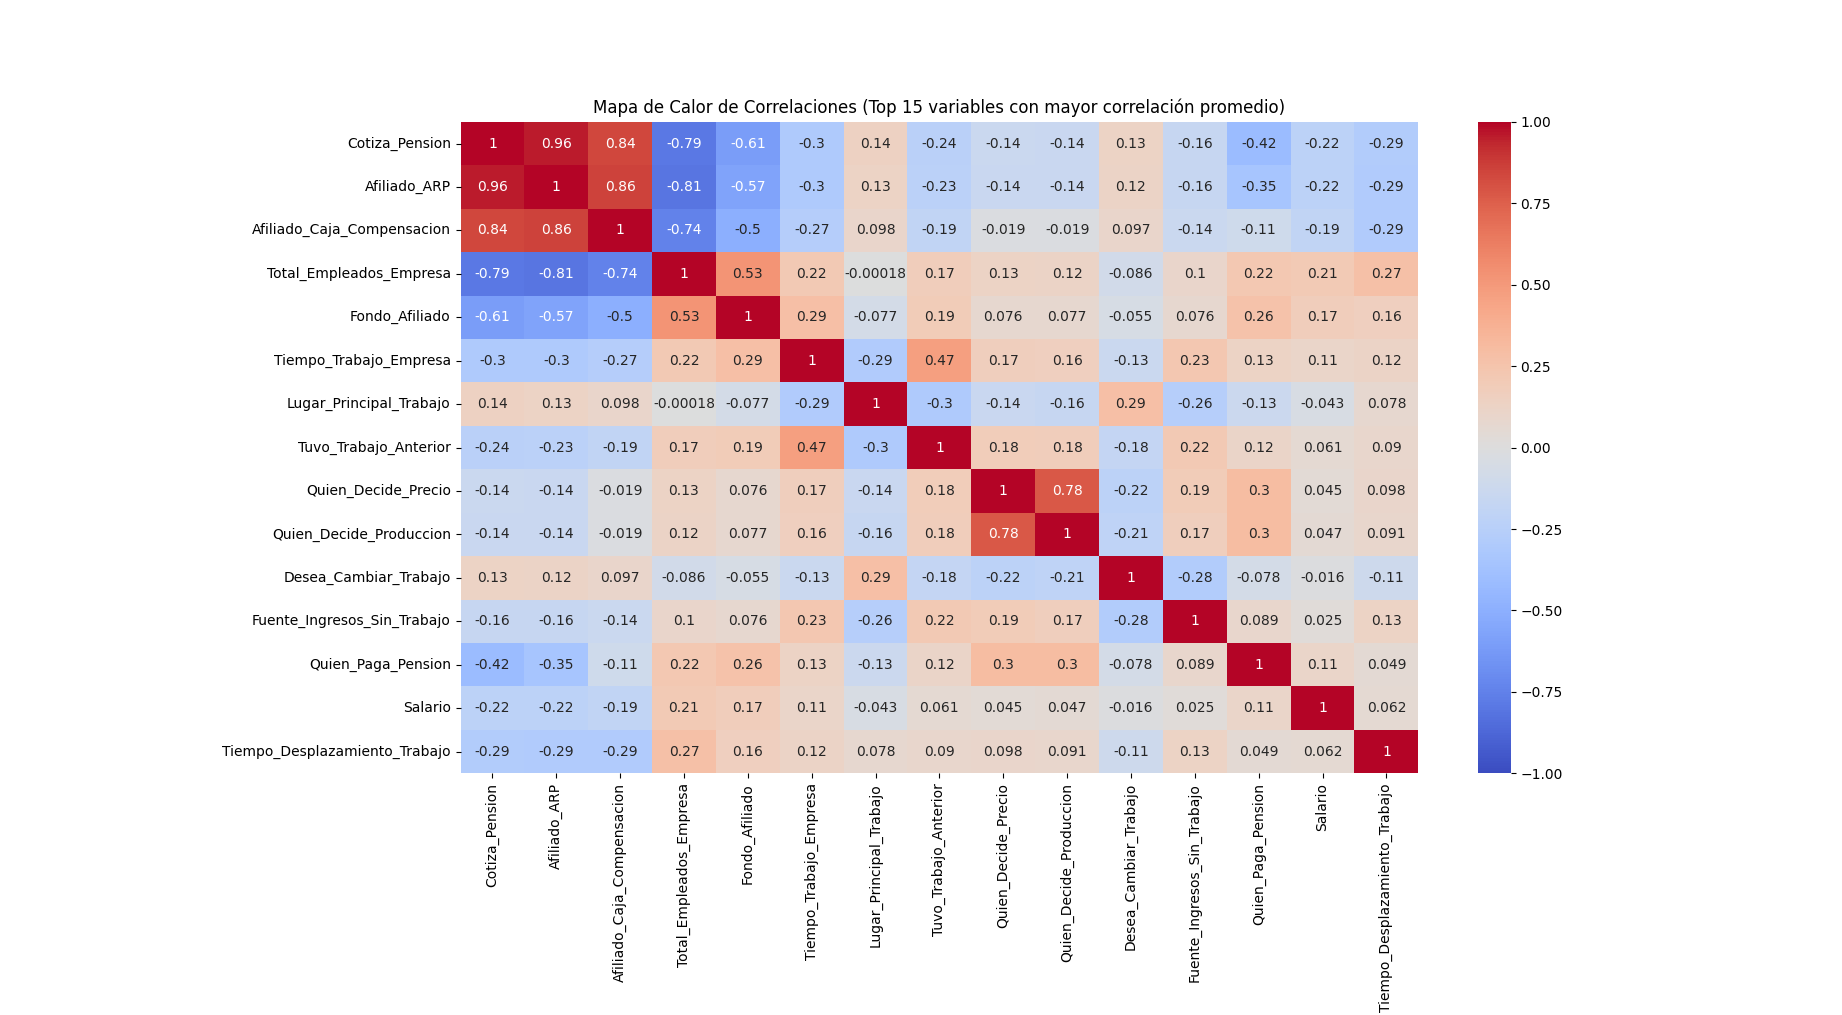 Mapa de Calor de Correlaciones (Top 15 variables con mayor correlación promedio)
Cotiza_Pension 1 0.96 0.84 -0.79 -0.61 -0.3 0.14 -0.24 -0.14 -0.14 0.13 -0.16 -0.42 -0.22 -0.29
Afiliado_ARP 0.96 1 0.86 -0.81 -0.57 -0.3 0.13 -0.23 -0.14 -0.14 0.12 -0.16 -0.35 -0.22 -0.29
Afiliado_Caja_Compensacion 0.84 0.86 1 -0.74 -0.5 -0.27 0.098 -0.19 -0.019 -0.019 0.097 -0.14 -0.11 -0.19 -0.29
Total_Empleados_Empresa -0.79 -0.81 -0.74 1 0.53 0.22 -0.00018 0.17 0.13 0.12 -0.086 0.1 0.22 0.21 0.27
Fondo_Afiliado -0.61 -0.57 -0.5 0.53 1 0.29 -0.077 0.19 0.076 0.077 -0.055 0.076 0.26 0.17 0.16
Tiempo_Trabajo_Empresa -0.3 -0.3 -0.27 0.22 0.29 1 -0.29 0.47 0.17 0.16 -0.13 0.23 0.13 0.11 0.12
Lugar_Principal_Trabajo 0.14 0.13 0.098 -0.00018 -0.077 -0.29 1 -0.3 -0.14 -0.16 0.29 -0.26 -0.13 -0.043 0.078
Tuvo_Trabajo_Anterior -0.24 -0.23 -0.19 0.17 0.19 0.47 -0.3 1 0.18 0.18 -0.18 0.22 0.12 0.061 0.09
Quien_Decide_Precio -0.14 -0.14 -0.019 0.13 0.076 0.17 -0.14 0.18 1 0.78 -0.22 0.19 0.3 0.045 0.098
Quien_Decide_Produccion -0.14 -0.14 -0.019 0.12 0.077 0.16 -0.16 0.18 0.78 1 -0.21 0.17 0.3 0.047 0.091
Desea_Cambiar_Trabajo 0.13 0.12 0.097 -0.086 -0.055 -0.13 0.29 -0.18 -0.22 -0.21 1 -0.28 -0.078 -0.016 -0.11
Fuente_Ingresos_Sin_Trabajo -0.16 -0.16 -0.14 0.1 0.076 0.23 -0.26 0.22 0.19 0.17 -0.28 1 0.089 0.025 0.13
Quien_Paga_Pension -0.42 -0.35 -0.11 0.22 0.26 0.13 -0.13 0.12 0.3 0.3 -0.078 0.089 1 0.11 0.049
Salario -0.22 -0.22 -0.19 0.21 0.17 0.11 -0.043 0.061 0.045 0.047 -0.016 0.025 0.11 1 0.062
Tiempo_Desplazamiento_Trabajo -0.29 -0.29 -0.29 0.27 0.16 0.12 0.078 0.09 0.098 0.091 -0.11 0.13 0.049 0.062 1
Cotiza_Pension
Afiliado_ARP
Afiliado_Caja_Compensacion
Total_Empleados_Empresa
Fondo_Afiliado
Tiempo_Trabajo_Empresa
Lugar_Principal_Trabajo
Tuvo_Trabajo_Anterior
Quien_Decide_Precio
Quien_Decide_Produccion
Desea_Cambiar_Trabajo
Fuente_Ingresos_Sin_Trabajo
Quien_Paga_Pension
Salario
Tiempo_Desplazamiento_Trabajo
1.00
0.75
0.50
0.25
0.00
−0.25
−0.50
−0.75
−1.00